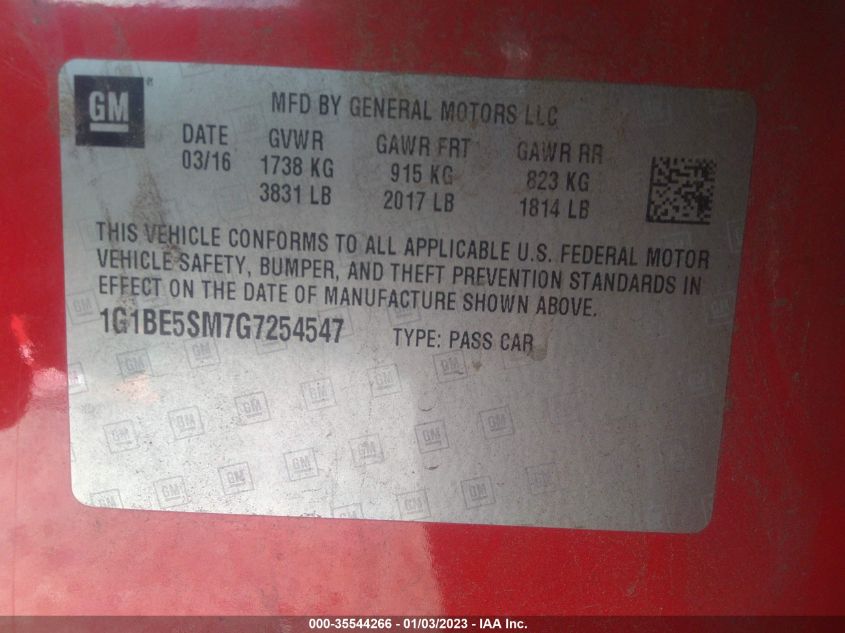 GM
MFD BY GENERAL MOTORS LLC
DATE GVWR GAWR FRT GAWR RR
03/16 1738 KG 915 KG 823 KG
3831 LB 2017 LB 1814 LB
THIS VEHICLE CONFORMS TO ALL APPLICABLE U.S. FEDERAL MOTOR
VEHICLE SAFETY, BUMPER, AND THEFT PREVENTION STANDARDS IN
EFFECT ON THE DATE OF MANUFACTURE SHOWN ABOVE.
1G1BE5SM7G7254547 TYPE: PASS CAR
000-35544266 - 01/03/2023 - IAA Inc.